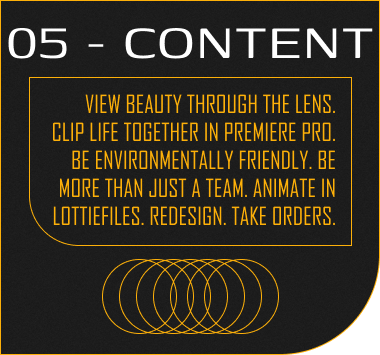 05 - CONTENT
VIEW BEAUTY THROUGH THE LENS.
CLIP LIFE TOGETHER IN PREMIERE PRO.
BE ENVIRONMENTALLY FRIENDLY. BE
MORE THAN JUST A TEAM. ANIMATE IN
LOTTIEFILES. REDESIGN. TAKE ORDERS.